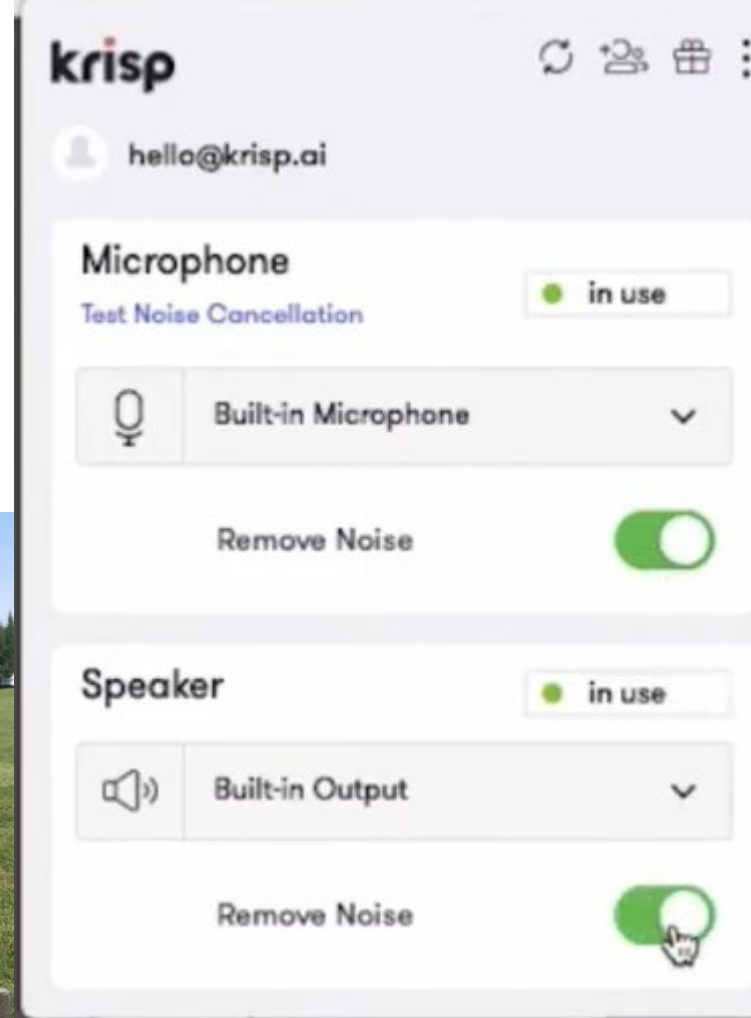 krisp
hello@krisp.ai
Microphone
in use
Test Noise Cancellation
Built-in Microphone
Remove Noise
Speaker
in use
Built-in Output
Remove Noise